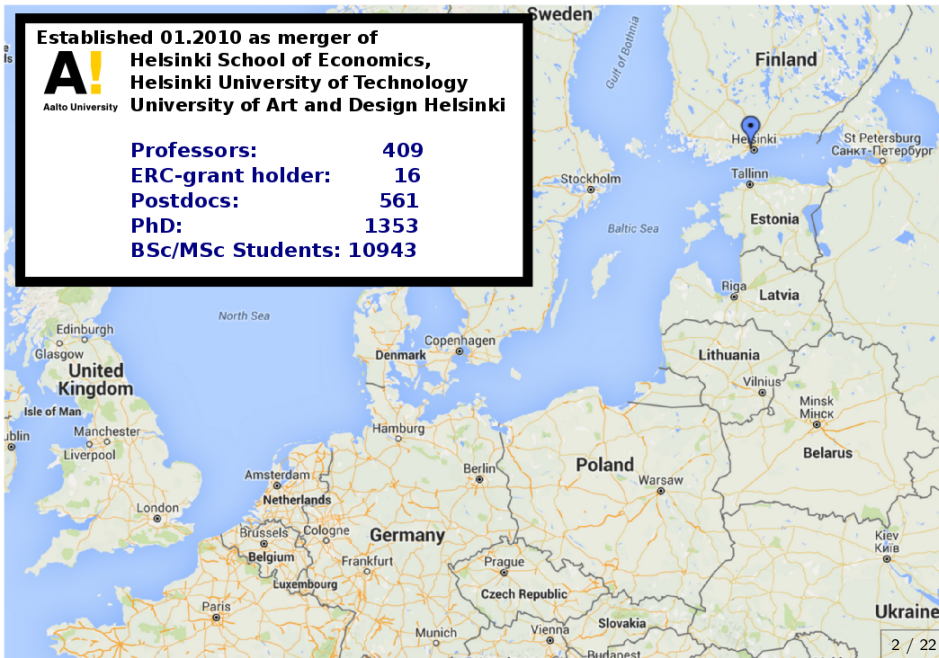 Established 01.2010 as merger of
A!
Aalto University
Helsinki School of Economics,
Helsinki University of Technology
University of Art and Design Helsinki
Professors: 409
ERC-grant holder: 16
Postdocs: 561
PhD: 1353
BSc/MSc Students: 10943
Sweden
Gulf of Bothnia
Finland
Helsinki
St Petersburg
Санкт-Петербург
Tallinn
Stockholm
Estonia
Baltic Sea
Riga
Latvia
North Sea
Edinburgh
Glasgow
Copenhagen
Denmark
Lithuania
United
Kingdom
Vilnius
Isle of Man
Minsk
Мінск
Manchester
Hamburg
Liverpool
Belarus
Berlin
Poland
Amsterdam
Warsaw
Netherlands
London
Brussels
Cologne
Germany
Kiev
Київ
Belgium
Frankfurt
Prague
Luxembourg
Czech Republic
Paris
Ukraine
Slovakia
Munich
Vienna
Budapest
2 / 22